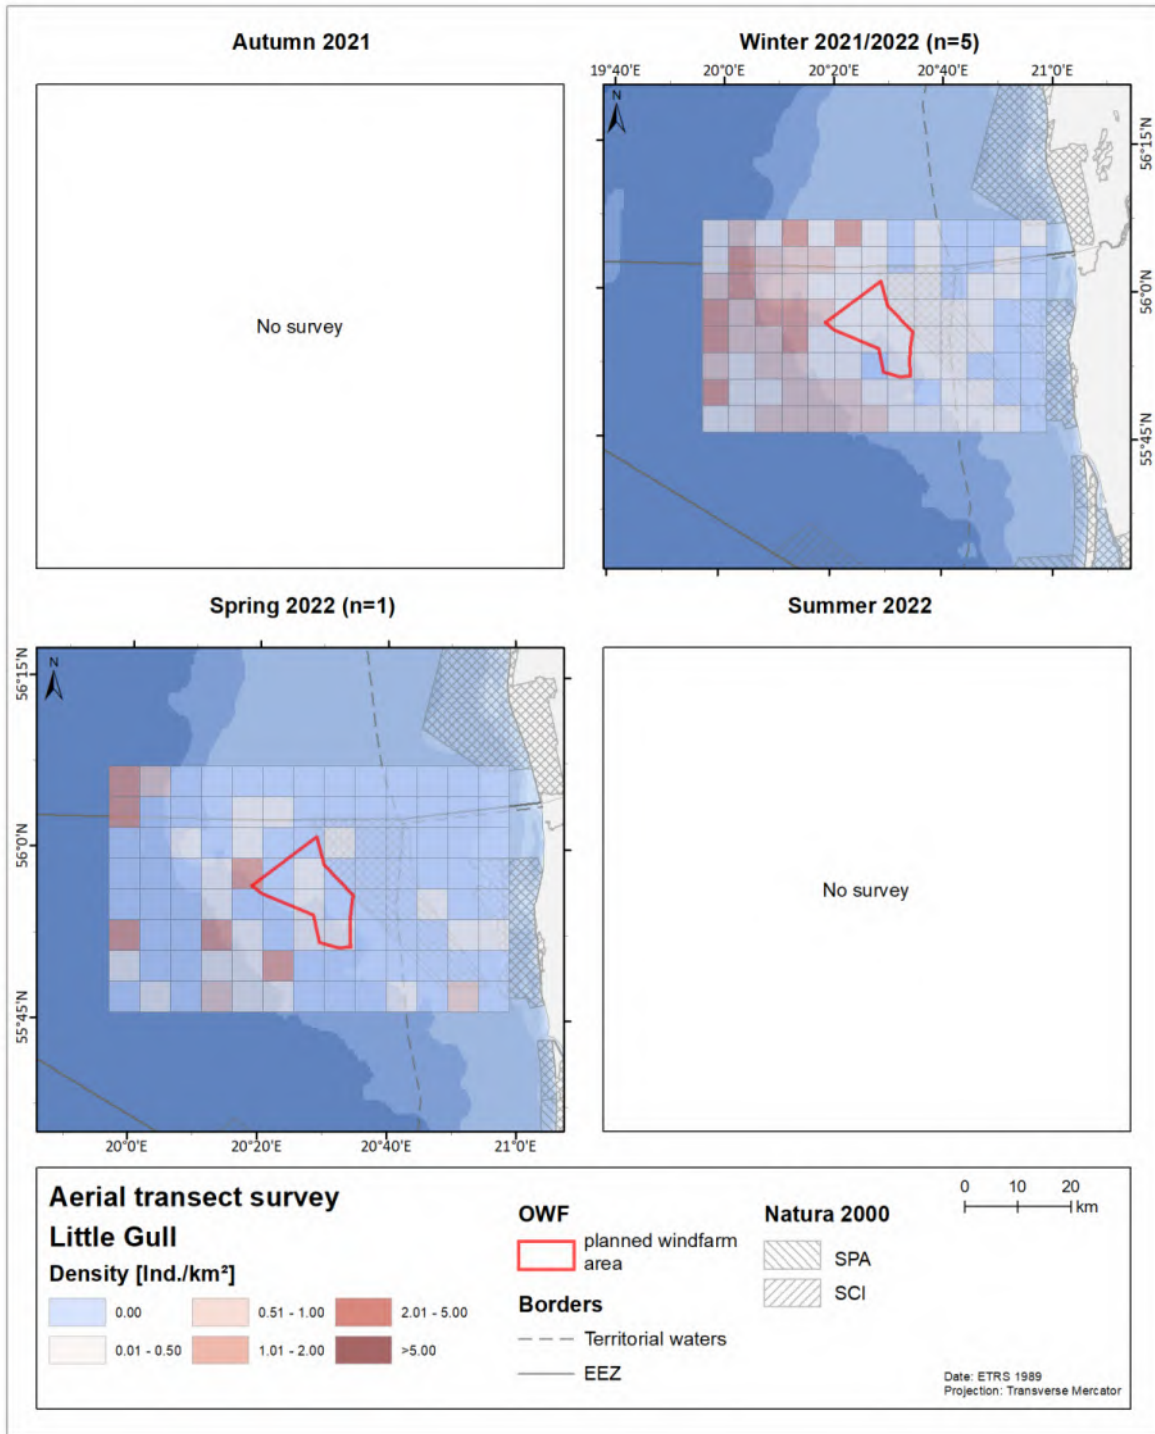 Autumn 2021
No survey
Winter 2021/2022 (n=5)
19°40'E 20°0'E 20°20'E 20°40'E 21°0'E
N
56°15'N
56°0'N
55°45'N
Spring 2022 (n=1)
N
56°15'N
56°0'N
55°45'N
20°0'E 20°20'E 20°40'E 21°0'E
Summer 2022
No survey
Aerial transect survey
Little Gull
Density [Ind./km²]
0.00
0.01 - 0.50
0.51 - 1.00
1.01 - 2.00
2.01 - 5.00
>5.00
OWF
planned windfarm
area
Borders
Territorial waters
EEZ
Natura 2000
SPA
SCI
0 10 20
km
Date: ETRS 1989
Projection: Transverse Mercator